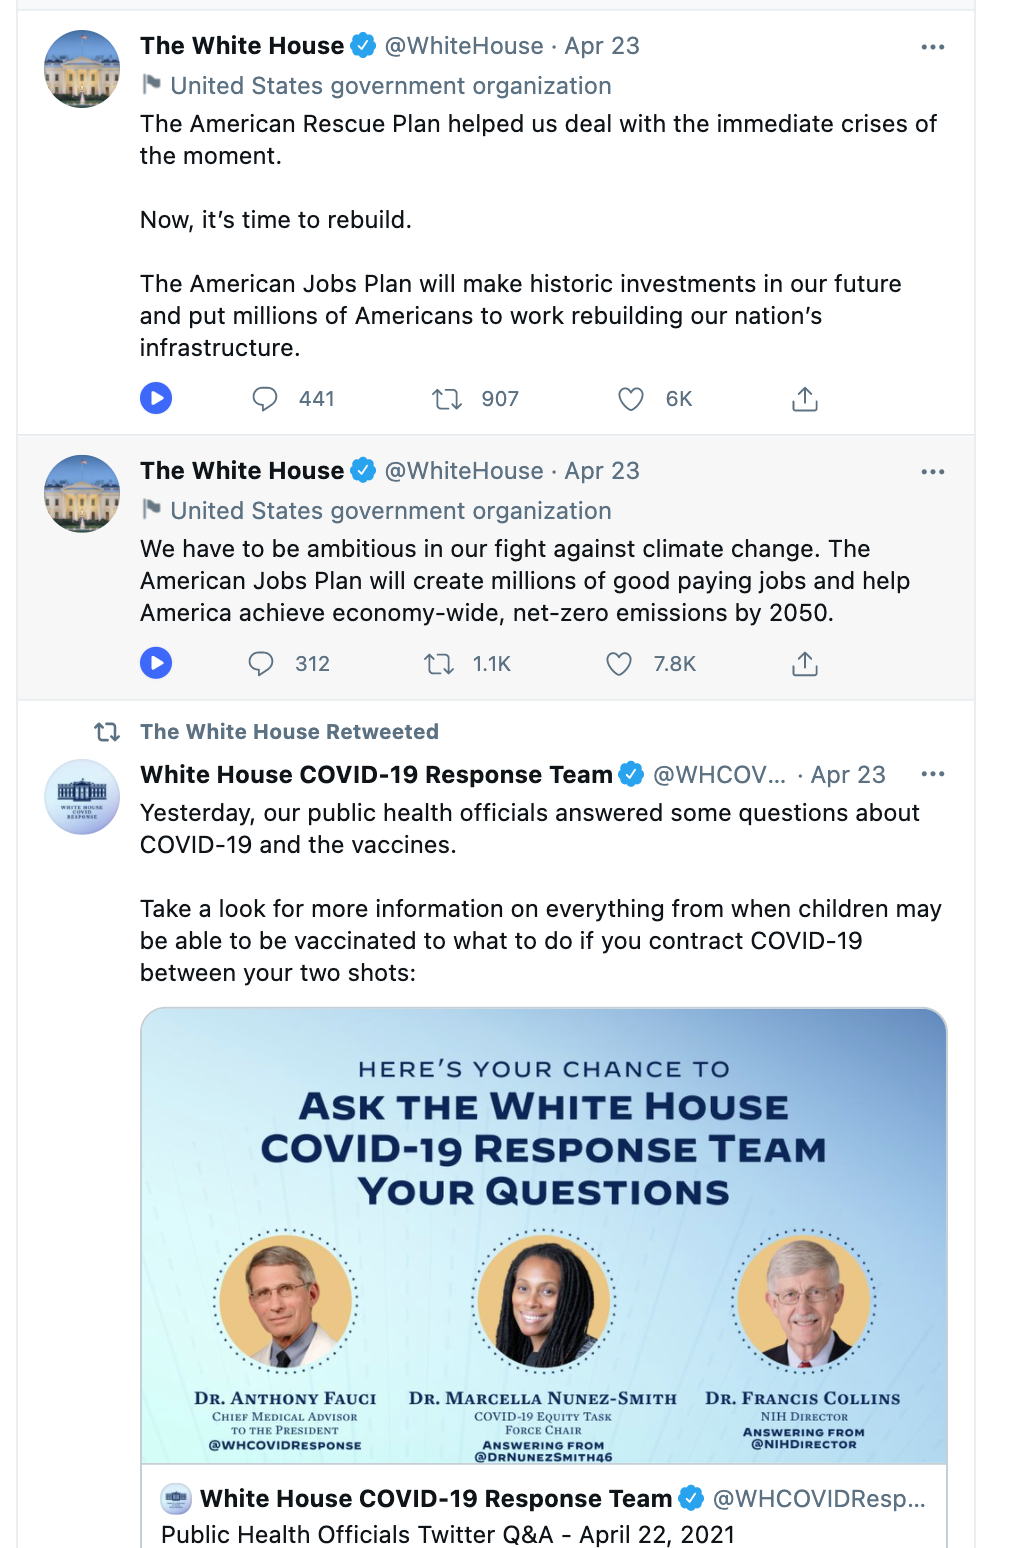 The White House @WhiteHouse · Apr 23
United States government organization
The American Rescue Plan helped us deal with the immediate crises of
the moment.
Now, it’s time to rebuild.
The American Jobs Plan will make historic investments in our future
and put millions of Americans to work rebuilding our nation’s
infrastructure.
441 907 6K
The White House @WhiteHouse · Apr 23
United States government organization
We have to be ambitious in our fight against climate change. The
American Jobs Plan will create millions of good paying jobs and help
America achieve economy-wide, net-zero emissions by 2050.
312 1.1K 7.8K
The White House Retweeted
White House COVID-19 Response Team @WHCOV... · Apr 23
WHITE HOUSE
COVID
RESPONSE
Yesterday, our public health officials answered some questions about
COVID-19 and the vaccines.
Take a look for more information on everything from when children may
be able to be vaccinated to what to do if you contract COVID-19
between your two shots:
HERE’S YOUR CHANCE TO
ASK THE WHITE HOUSE
COVID-19 RESPONSE TEAM
YOUR QUESTIONS
DR. ANTHONY FAUCI
CHIEF MEDICAL ADVISOR
TO THE PRESIDENT
@WHCOVIDRESPONSE
DR. MARCELLA NUNEZ-SMITH
COVID-19 EQUITY TASK
FORCE CHAIR
ANSWERING FROM
@DRNUNEZSMITH46
DR. FRANCIS COLLINS
NIH DIRECTOR
ANSWERING FROM
@NIHDIRECTOR
White House COVID-19 Response Team @WHCOVIDResp...
Public Health Officials Twitter Q&A - April 22, 2021